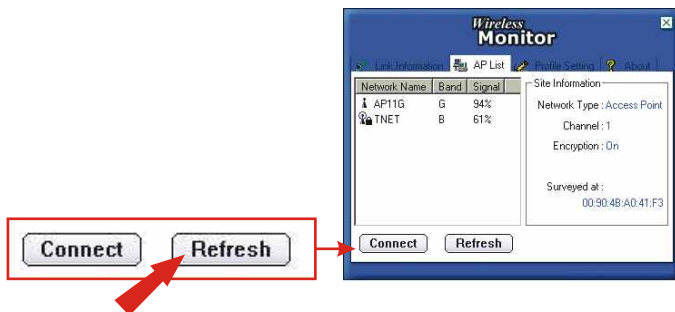 Wireless
Monitor
Link Information AP List Profile Setting About
Network Name Band Signal
AP11G G 94%
TNET B 61%
Site Information
Network Type : Access Point
Channel : 1
Encryption : On
Surveyed at :
00:90:4B:A0:41:F3
Connect Refresh
Connect Refresh